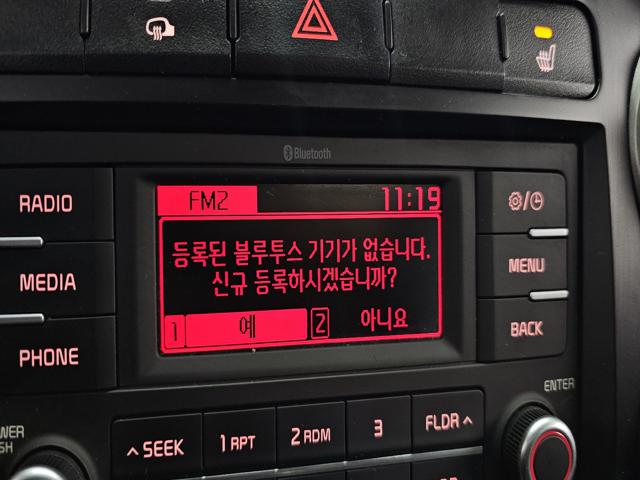 Bluetooth
RADIO
FM2 11:19
MEDIA
등록된 블루투스 기기가 없습니다.
신규 등록하시겠습니까?
1 예 2 아니요
MENU
PHONE
BACK
ENTER
∧ SEEK
1 RPT
2 RDM
3
FLDR ∧